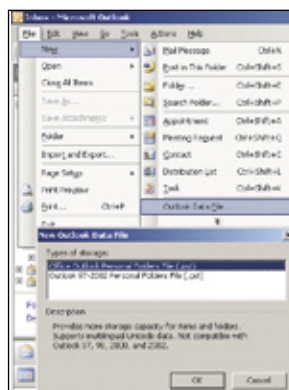 Inbox - Microsoft Outlook
File Edit View Go Tools Actions Help
New
Open
Close All Items
Save As...
Save Attachments
Folder
Import and Export...
Page Setup
Print Preview
Print... Ctrl+P
Exit
Mail Message Ctrl+N
Post in This Folder Ctrl+Shift+S
Folder... Ctrl+Shift+E
Search Folder... Ctrl+Shift+P
Appointment Ctrl+Shift+A
Meeting Request Ctrl+Shift+Q
Contact Ctrl+Shift+C
Distribution List Ctrl+Shift+L
Task Ctrl+Shift+K
Outlook Data File...
New Outlook Data File
Types of storage:
Office Outlook Personal Folders File (.pst)
Outlook 97-2002 Personal Folders File (.pst)
Description
Provides more storage capacity for items and folders.
Supports multilingual Unicode data. Not compatible with
Outlook 97, 98, 2000, and 2002.
OK Cancel